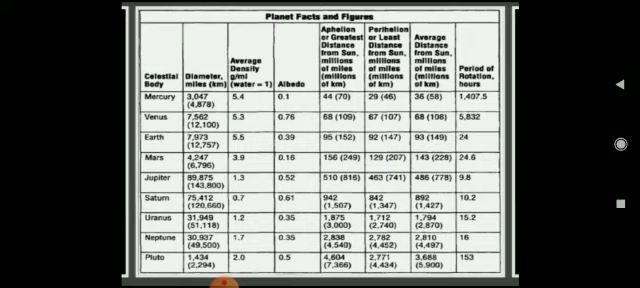 Planet Facts and Figures
Celestial Body | Diameter, miles (km) | Average Density g/ml (water = 1) | Albedo | Aphelion or Greatest Distance from Sun, millions of miles (millions of km) | Perihelion or Least Distance from Sun, millions of miles (millions of km) | Average Distance from Sun, millions of miles (millions of km) | Period of Rotation, hours
Mercury | 3,047 (4,878) | 5.4 | 0.1 | 44 (70) | 29 (46) | 36 (58) | 1,407.5
Venus | 7,562 (12,100) | 5.3 | 0.76 | 68 (109) | 67 (107) | 68 (108) | 5,832
Earth | 7,973 (12,757) | 5.5 | 0.39 | 95 (152) | 92 (147) | 93 (149) | 24
Mars | 4,247 (6,796) | 3.9 | 0.16 | 156 (249) | 129 (207) | 143 (228) | 24.6
Jupiter | 89,875 (143,800) | 1.3 | 0.52 | 510 (816) | 463 (741) | 486 (778) | 9.8
Saturn | 75,412 (120,660) | 0.7 | 0.61 | 942 (1,507) | 842 (1,347) | 892 (1,427) | 10.2
Uranus | 31,949 (51,118) | 1.2 | 0.35 | 1,875 (3,000) | 1,712 (2,740) | 1,794 (2,870) | 15.2
Neptune | 30,937 (49,500) | 1.7 | 0.35 | 2,838 (4,540) | 2,782 (4,452) | 2,810 (4,497) | 16
Pluto | 1,434 (2,294) | 2.0 | 0.5 | 4,604 (7,366) | 2,771 (4,434) | 3,688 (5,900) | 153